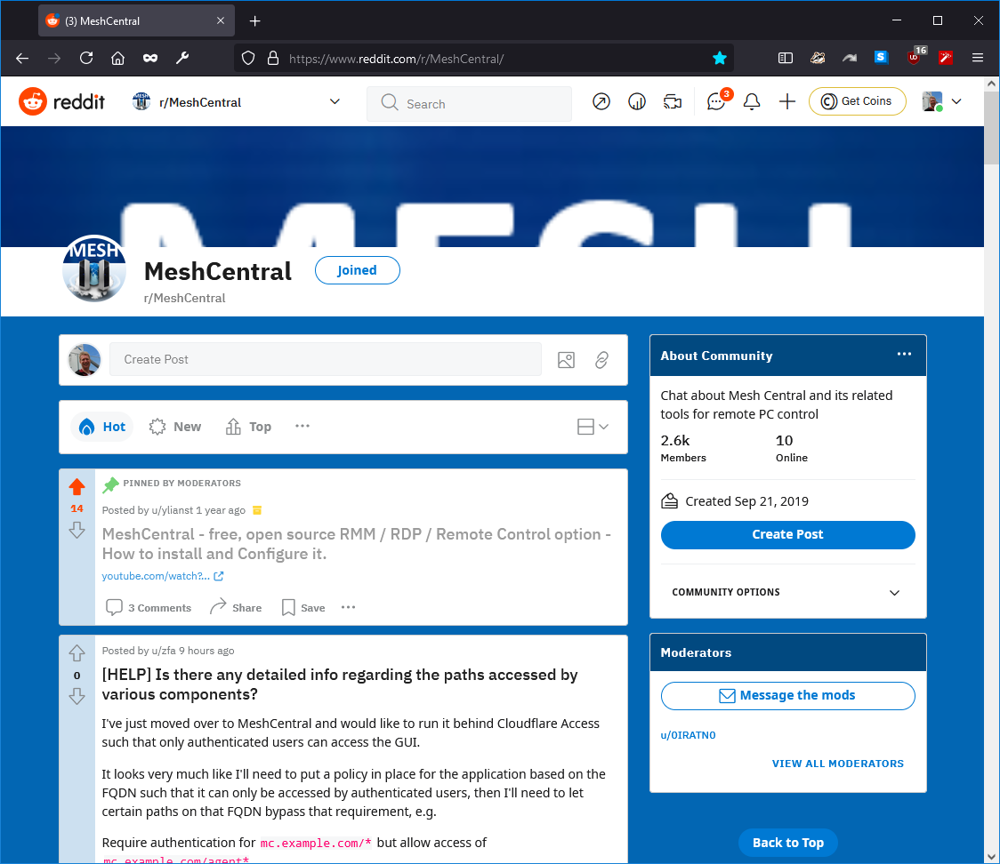 (3) MeshCentral
https://www.reddit.com/r/MeshCentral/
16
reddit
r/MeshCentral
Search
3
Get Coins
MESH
MESH
MeshCentral
Joined
r/MeshCentral
Create Post
Hot
New
Top
PINNED BY MODERATORS
14
Posted by u/ylianst 1 year ago
MeshCentral - free, open source RMM / RDP / Remote Control option -
How to install and Configure it.
youtube.com/watch?...
3 Comments
Share
Save
Posted by u/zfa 9 hours ago
0
[HELP] Is there any detailed info regarding the paths accessed by
various components?
I've just moved over to MeshCentral and would like to run it behind Cloudflare Access
such that only authenticated users can access the GUI.
It looks very much like I'll need to put a policy in place for the application based on the
FQDN such that it can only be accessed by authenticated users, then I'll need to let
certain paths on that FQDN bypass that requirement, e.g.
Require authentication for mc.example.com/* but allow access of
mc.example.com/agent*
About Community
Chat about Mesh Central and its related
tools for remote PC control
2.6k
10
Members
Online
Created Sep 21, 2019
Create Post
COMMUNITY OPTIONS
Moderators
Message the mods
u/0IRATN0
VIEW ALL MODERATORS
Back to Top